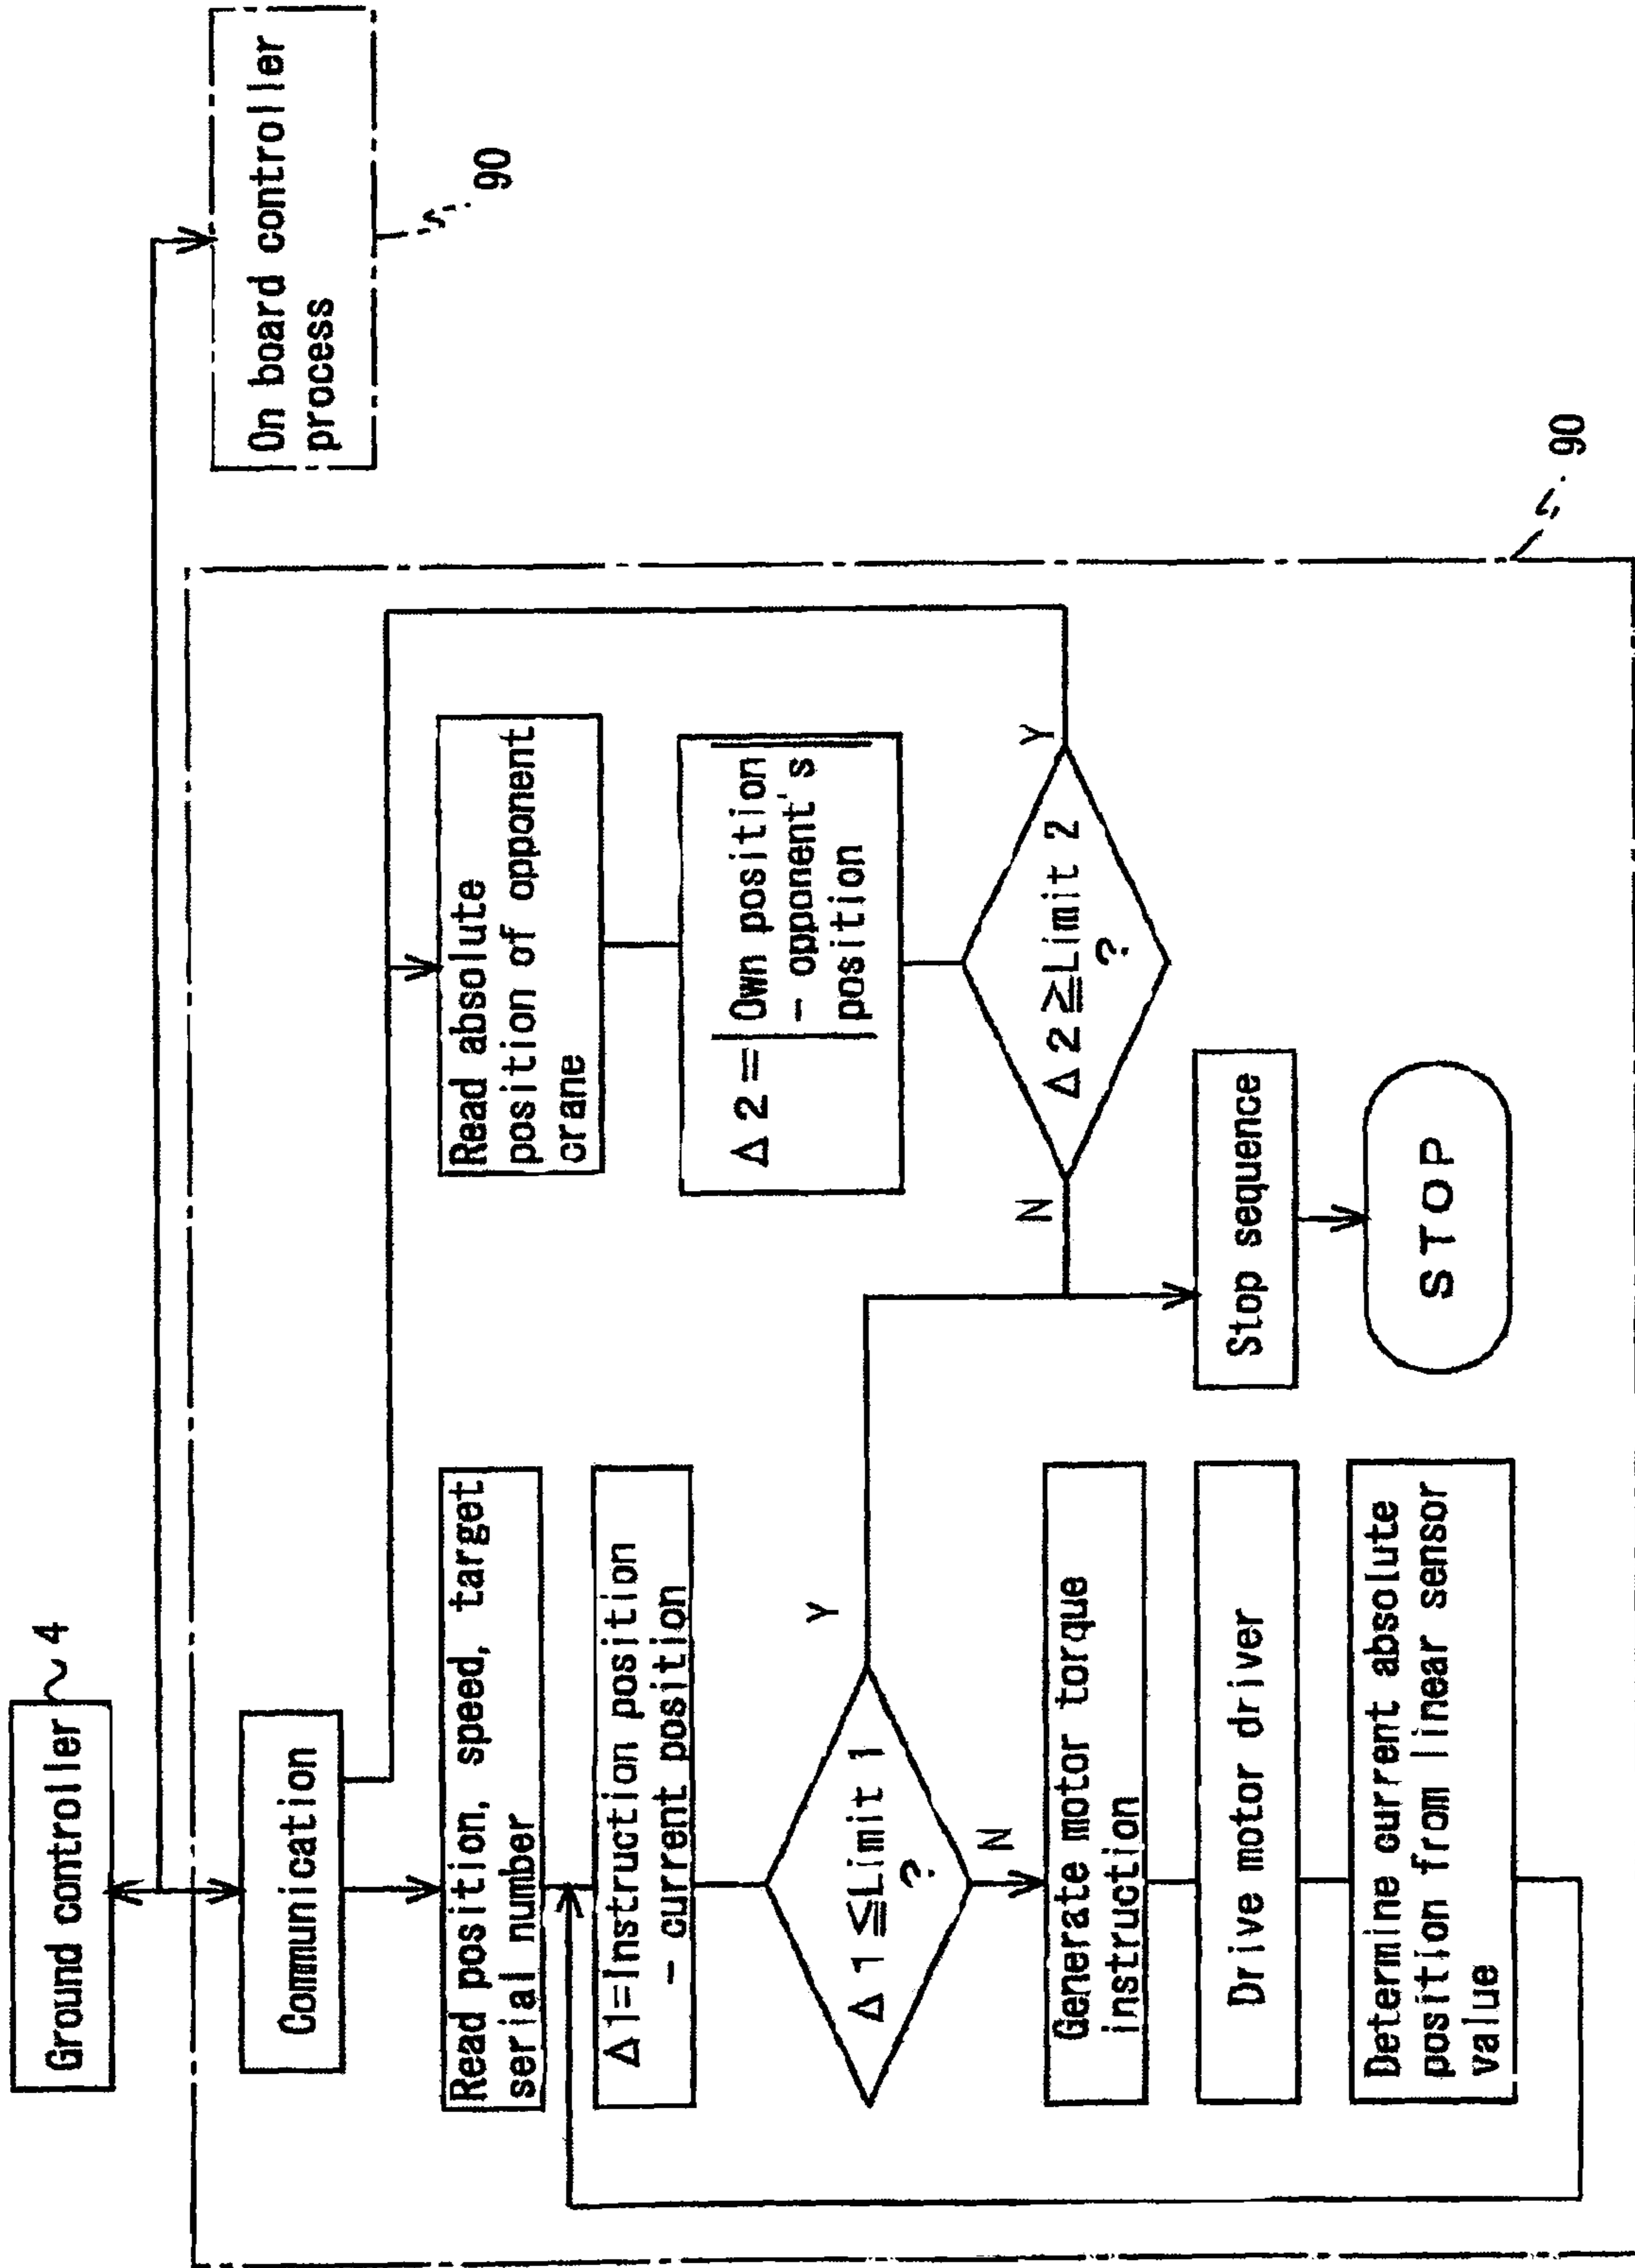 Ground controller
4
On board controller
process
90
Communication
Read position, speed, target
serial number
Δ1=Instruction position
- current position
Δ1≦Limit 1
?
Y
N
Generate motor torque
instruction
Drive motor driver
Determine current absolute
position from linear sensor
value
Read absolute
position of opponent
crane
Δ2=|Own position
- opponent's
position|
Δ2≧Limit 2
?
Y
N
Stop sequence
STOP
90